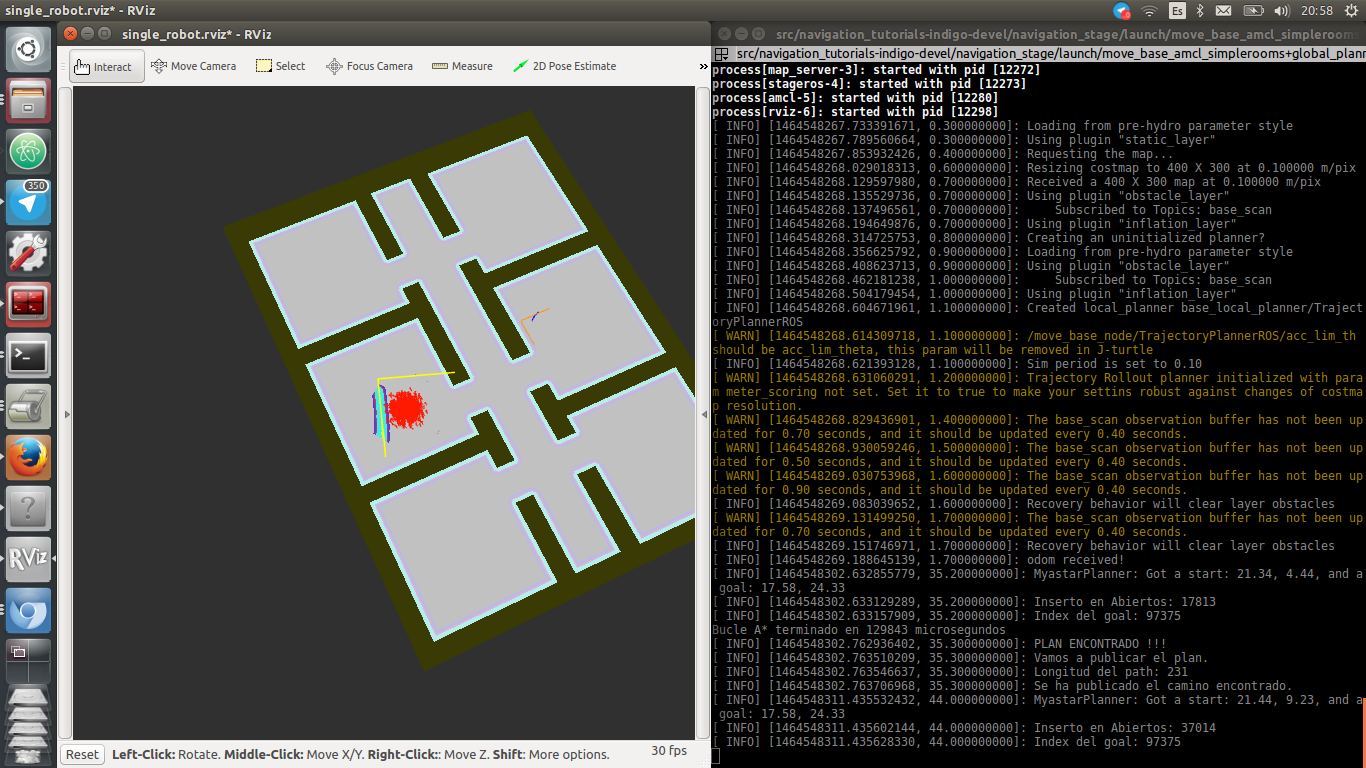 single_robot.rviz* - RViz
Es
20:58
single_robot.rviz* - RViz
src/navigation_tutorials-indigo-devel/navigation_stage/launch/move_base_amcl_simplerooms
Interact
Move Camera
Select
Focus Camera
Measure
2D Pose Estimate
»
src/navigation_tutorials-indigo-devel/navigation_stage/launch/move_base_amcl_simplerooms+global_plann
process[map_server-3]: started with pid [12272]
process[stageros-4]: started with pid [12273]
process[amcl-5]: started with pid [12280]
process[rviz-6]: started with pid [12298]
[ INFO] [1464548267.733391671, 0.300000000]: Loading from pre-hydro parameter style
[ INFO] [1464548267.789560664, 0.300000000]: Using plugin "static_layer"
[ INFO] [1464548267.853932426, 0.400000000]: Requesting the map...
[ INFO] [1464548268.029018313, 0.600000000]: Resizing costmap to 400 X 300 at 0.100000 m/pix
[ INFO] [1464548268.129597980, 0.700000000]: Received a 400 X 300 map at 0.100000 m/pix
[ INFO] [1464548268.135529736, 0.700000000]: Using plugin "obstacle_layer"
[ INFO] [1464548268.137496561, 0.700000000]:     Subscribed to Topics: base_scan
[ INFO] [1464548268.194649876, 0.700000000]: Using plugin "inflation_layer"
[ INFO] [1464548268.314725753, 0.800000000]: Creating an uninitialized planner?
[ INFO] [1464548268.356625792, 0.900000000]: Loading from pre-hydro parameter style
[ INFO] [1464548268.408623713, 0.900000000]: Using plugin "obstacle_layer"
[ INFO] [1464548268.462181238, 1.000000000]:     Subscribed to Topics: base_scan
[ INFO] [1464548268.504179454, 1.000000000]: Using plugin "inflation_layer"
[ INFO] [1464548268.604671961, 1.100000000]: Created local_planner base_local_planner/Traject
oryPlannerROS
[ WARN] [1464548268.614309718, 1.100000000]: /move_base_node/TrajectoryPlannerROS/acc_lim_th
should be acc_lim_theta, this param will be removed in J-turtle
[ INFO] [1464548268.621393128, 1.100000000]: Sim period is set to 0.10
[ WARN] [1464548268.631060291, 1.200000000]: Trajectory Rollout planner initialized with para
m meter_scoring not set. Set it to true to make your settins robust against changes of costma
p resolution.
[ WARN] [1464548268.829436901, 1.400000000]: The base_scan observation buffer has not been up
dated for 0.70 seconds, and it should be updated every 0.40 seconds.
[ WARN] [1464548268.930059246, 1.500000000]: The base_scan observation buffer has not been up
dated for 0.50 seconds, and it should be updated every 0.40 seconds.
[ WARN] [1464548269.030753968, 1.600000000]: The base_scan observation buffer has not been up
dated for 0.90 seconds, and it should be updated every 0.40 seconds.
[ INFO] [1464548269.083039652, 1.600000000]: Recovery behavior will clear layer obstacles
[ WARN] [1464548269.131499250, 1.700000000]: The base_scan observation buffer has not been up
dated for 0.70 seconds, and it should be updated every 0.40 seconds.
[ INFO] [1464548269.151746971, 1.700000000]: Recovery behavior will clear layer obstacles
[ INFO] [1464548269.188645139, 1.700000000]: odom received!
[ INFO] [1464548302.632855779, 35.200000000]: MyastarPlanner: Got a start: 21.34, 4.44, and a
goal: 17.58, 24.33
[ INFO] [1464548302.633129289, 35.200000000]: Inserto en Abiertos: 17813
[ INFO] [1464548302.633157909, 35.200000000]: Index del goal: 97375
Bucle A* terminado en 129843 microsegundos
[ INFO] [1464548302.762936402, 35.300000000]: PLAN ENCONTRADO !!!
[ INFO] [1464548302.763510209, 35.300000000]: Vamos a publicar el plan.
[ INFO] [1464548302.763546637, 35.300000000]: Longitud del path: 231
[ INFO] [1464548302.763706968, 35.300000000]: Se ha publicado el camino encontrado.
[ INFO] [1464548311.435532432, 44.000000000]: MyastarPlanner: Got a start: 21.44, 9.23, and a
goal: 17.58, 24.33
[ INFO] [1464548311.435602144, 44.000000000]: Inserto en Abiertos: 37014
[ INFO] [1464548311.435628330, 44.000000000]: Index del goal: 97375
350
RViz
Reset
Left-Click: Rotate. Middle-Click: Move X/Y. Right-Click:: Move Z. Shift: More options.
30 fps